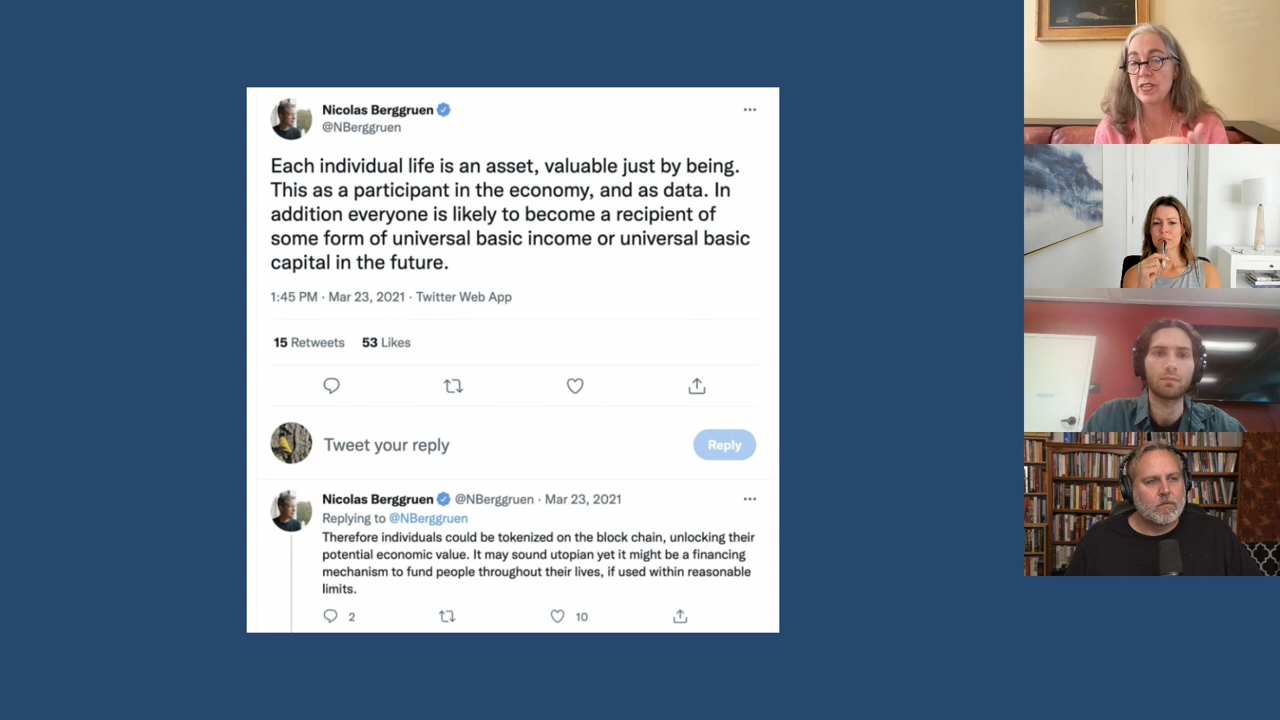 Nicolas Berggruen
@NBerggruen
Each individual life is an asset, valuable just by being.
This as a participant in the economy, and as data. In
addition everyone is likely to become a recipient of
some form of universal basic income or universal basic
capital in the future.
1:45 PM · Mar 23, 2021 · Twitter Web App
15 Retweets 53 Likes
Tweet your reply
Reply
Nicolas Berggruen @NBerggruen · Mar 23, 2021
Replying to @NBerggruen
Therefore individuals could be tokenized on the block chain, unlocking their
potential economic value. It may sound utopian yet it might be a financing
mechanism to fund people throughout their lives, if used within reasonable
limits.
2 10